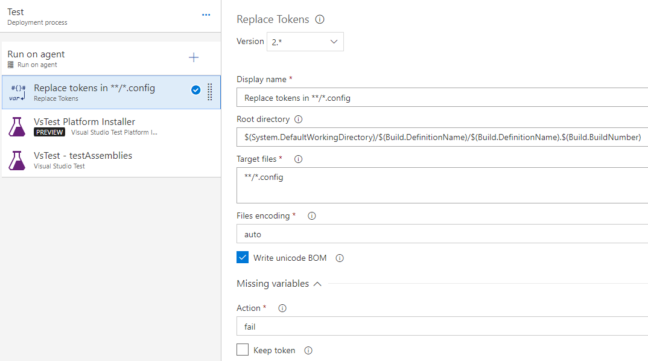 Test
Deployment process
Run on agent
Run on agent
Replace tokens in **/*.config
Replace Tokens
VsTest Platform Installer
PREVIEW Visual Studio Test Platform I...
VsTest - testAssemblies
Visual Studio Test
Replace Tokens
Version 2.*
Display name *
Replace tokens in **/*.config
Root directory
$(System.DefaultWorkingDirectory)/$(Build.DefinitionName)/$(Build.DefinitionName).$(Build.BuildNumber)
Target files *
**/*.config
Files encoding *
auto
Write unicode BOM
Missing variables
Action *
fail
Keep token